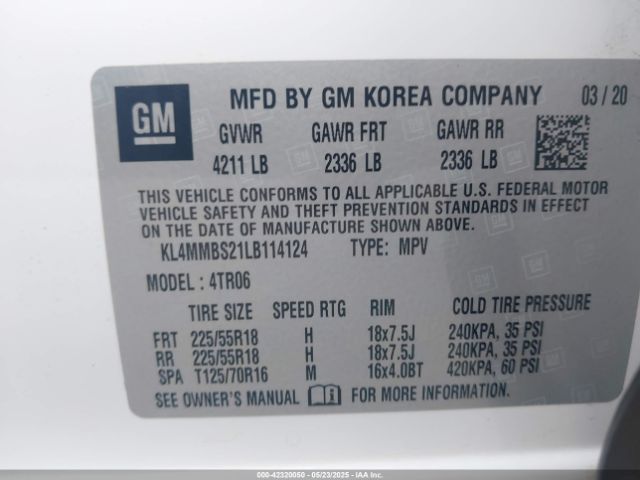 GM
MFD BY GM KOREA COMPANY 03 / 20
GVWR GAWR FRT GAWR RR
4211 LB 2336 LB 2336 LB
THIS VEHICLE CONFORMS TO ALL APPLICABLE U.S. FEDERAL MOTOR
VEHICLE SAFETY AND THEFT PREVENTION STANDARDS IN EFFECT
ON THE DATE OF MANUFACTURE SHOWN ABOVE.
KL4MMBS21LB114124 TYPE: MPV
MODEL : 4TR06
TIRE SIZE SPEED RTG RIM COLD TIRE PRESSURE
FRT 225/55R18 H 18x7.5J 240KPA, 35 PSI
RR 225/55R18 H 18x7.5J 240KPA, 35 PSI
SPA T125/70R16 M 16x4.0BT 420KPA, 60 PSI
SEE OWNER'S MANUAL FOR MORE INFORMATION.
000-42320050 - 05/23/2025 - IAA Inc.